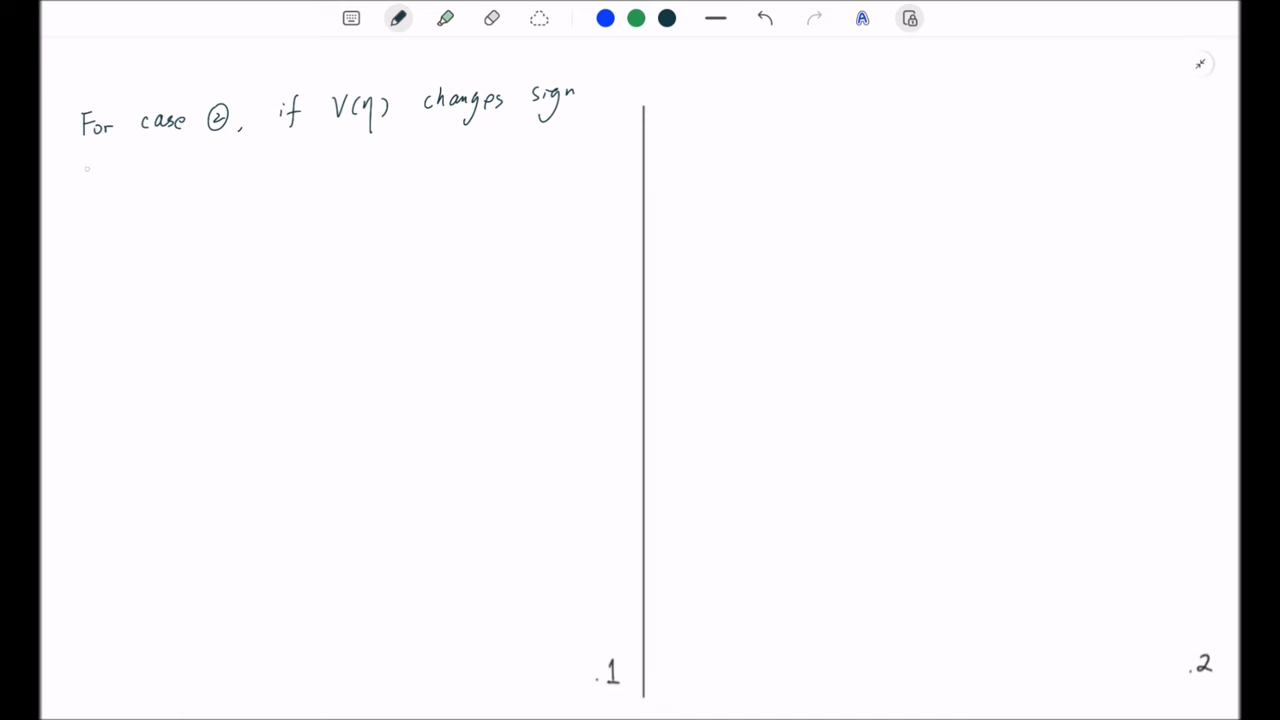 For case ②, if V(η) changes sign
.1
.2